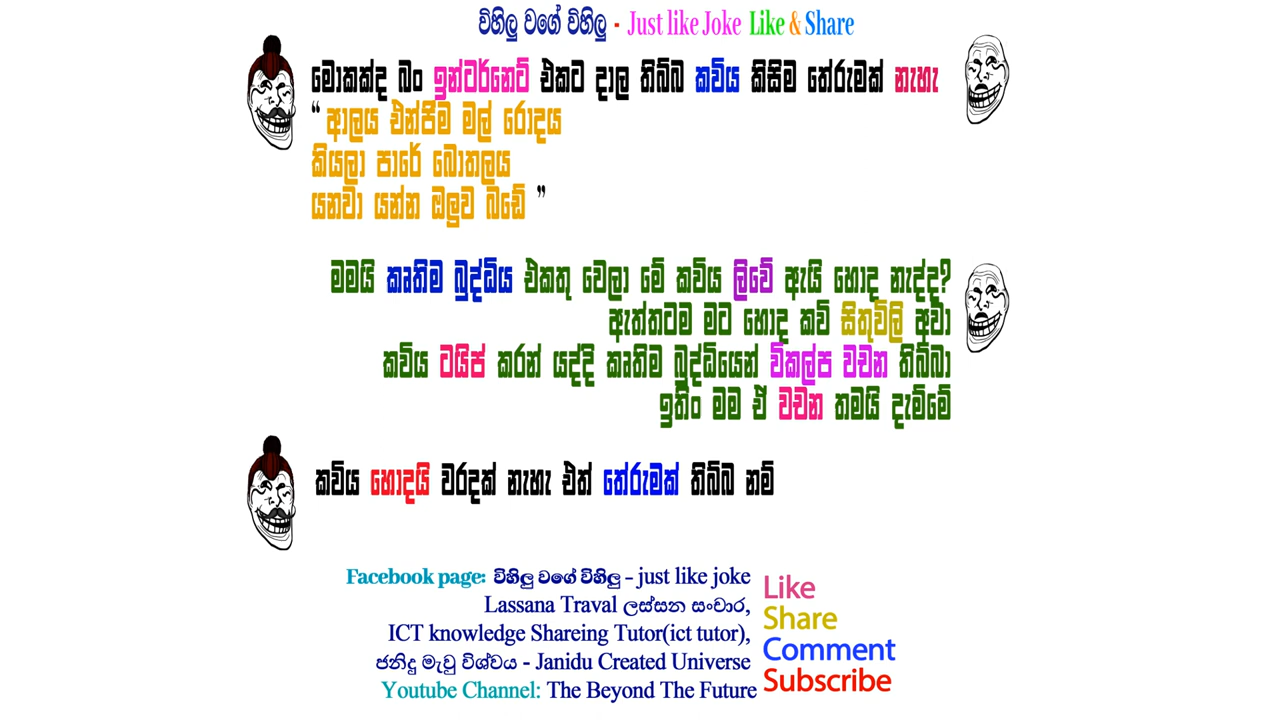 විහිලු වගේ විහිලු - Just like Joke Like & Share
මොකක්ද බං ඉන්ටර්නෙට් එකට දාල තිබ්බ කවිය කිසිම තේරුමක් නැහැ
“ ආලය එන්ජිම මල් රොදය
කියලා පාරේ බොතලය
යනවා යන්න ඔලුව බඩේ ”
මමයි කෘතිම බුද්ධිය එකතු වෙලා මේ කවිය ලිවේ ඇයි හොද නැද්ද?
ඇත්තටම මට හොද කවි සිතුවිලි අවා
කවිය ටයිප් කරන් යද්දි කෘතිම බුද්ධියෙන් විකල්ප වචන තිබ්බා
ඉතිං මම ඒ වචන තමයි දැම්මේ
කවිය හොදයි වරදක් නැහැ එත් තේරුමක් තිබ්බ නම්
Facebook page: විහිලු වගේ විහිලු - just like joke
Lassana Traval ලස්සන සංචාර,
ICT knowledge Shareing Tutor(ict tutor),
ජනිදු මැවු විශ්වය - Janidu Created Universe
Youtube Channel: The Beyond The Future
Like
Share
Comment
Subscribe